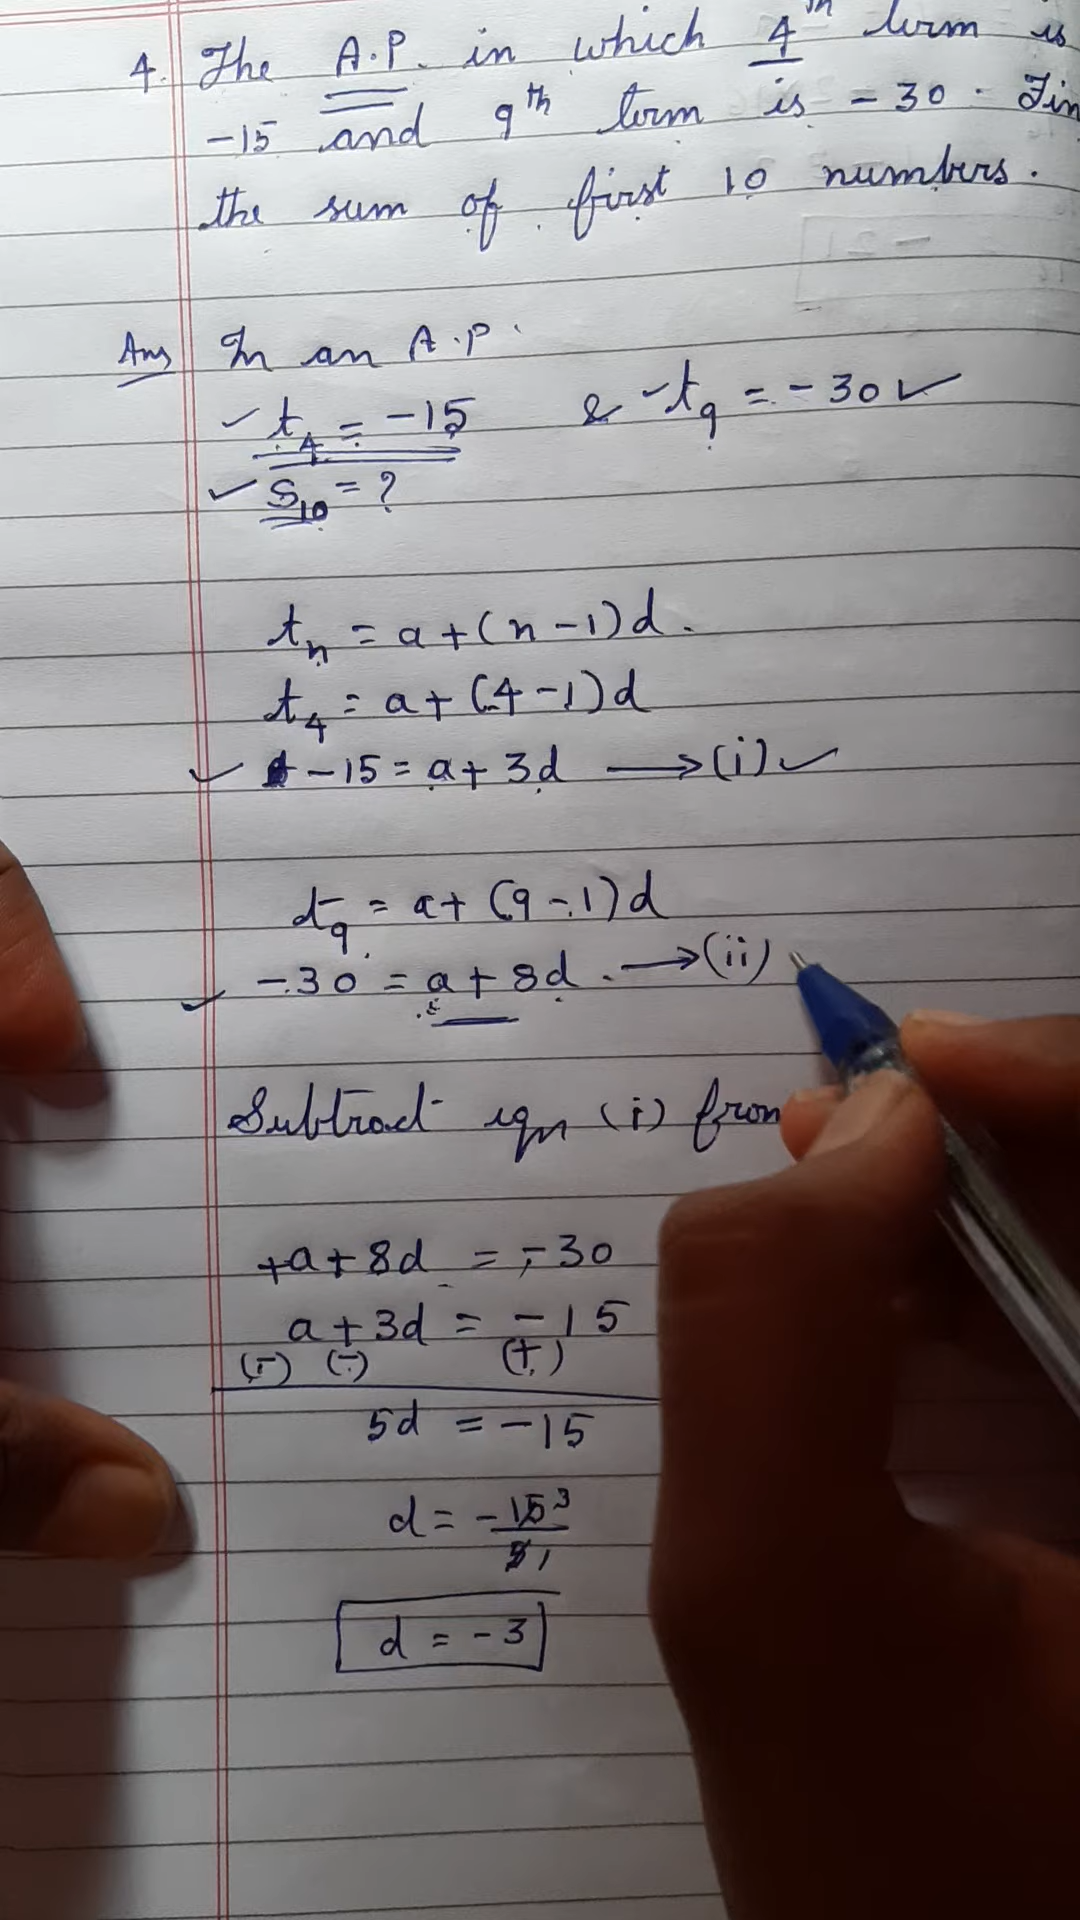 4. The A.P. in which 4th term is
-15 and 9th term is -30. Fin
the sum of first 10 numbers.
Ans In an A.P.
✓ t₄ = -15 & t₉ = -30 ✓
✓ S₁₀ = ?
tₙ = a + (n - 1)d.
t₄ = a + (4 - 1)d
✓ -15 = a + 3d → (i) ✓
t₉ = a + (9 - 1)d
✓ -30 = a + 8d. → (ii)
Subtract eqn (i) from
+a + 8d = -30
a + 3d = -15
(-) (-) (+)
5d = -15
d = -15 3
5 1
d = -3